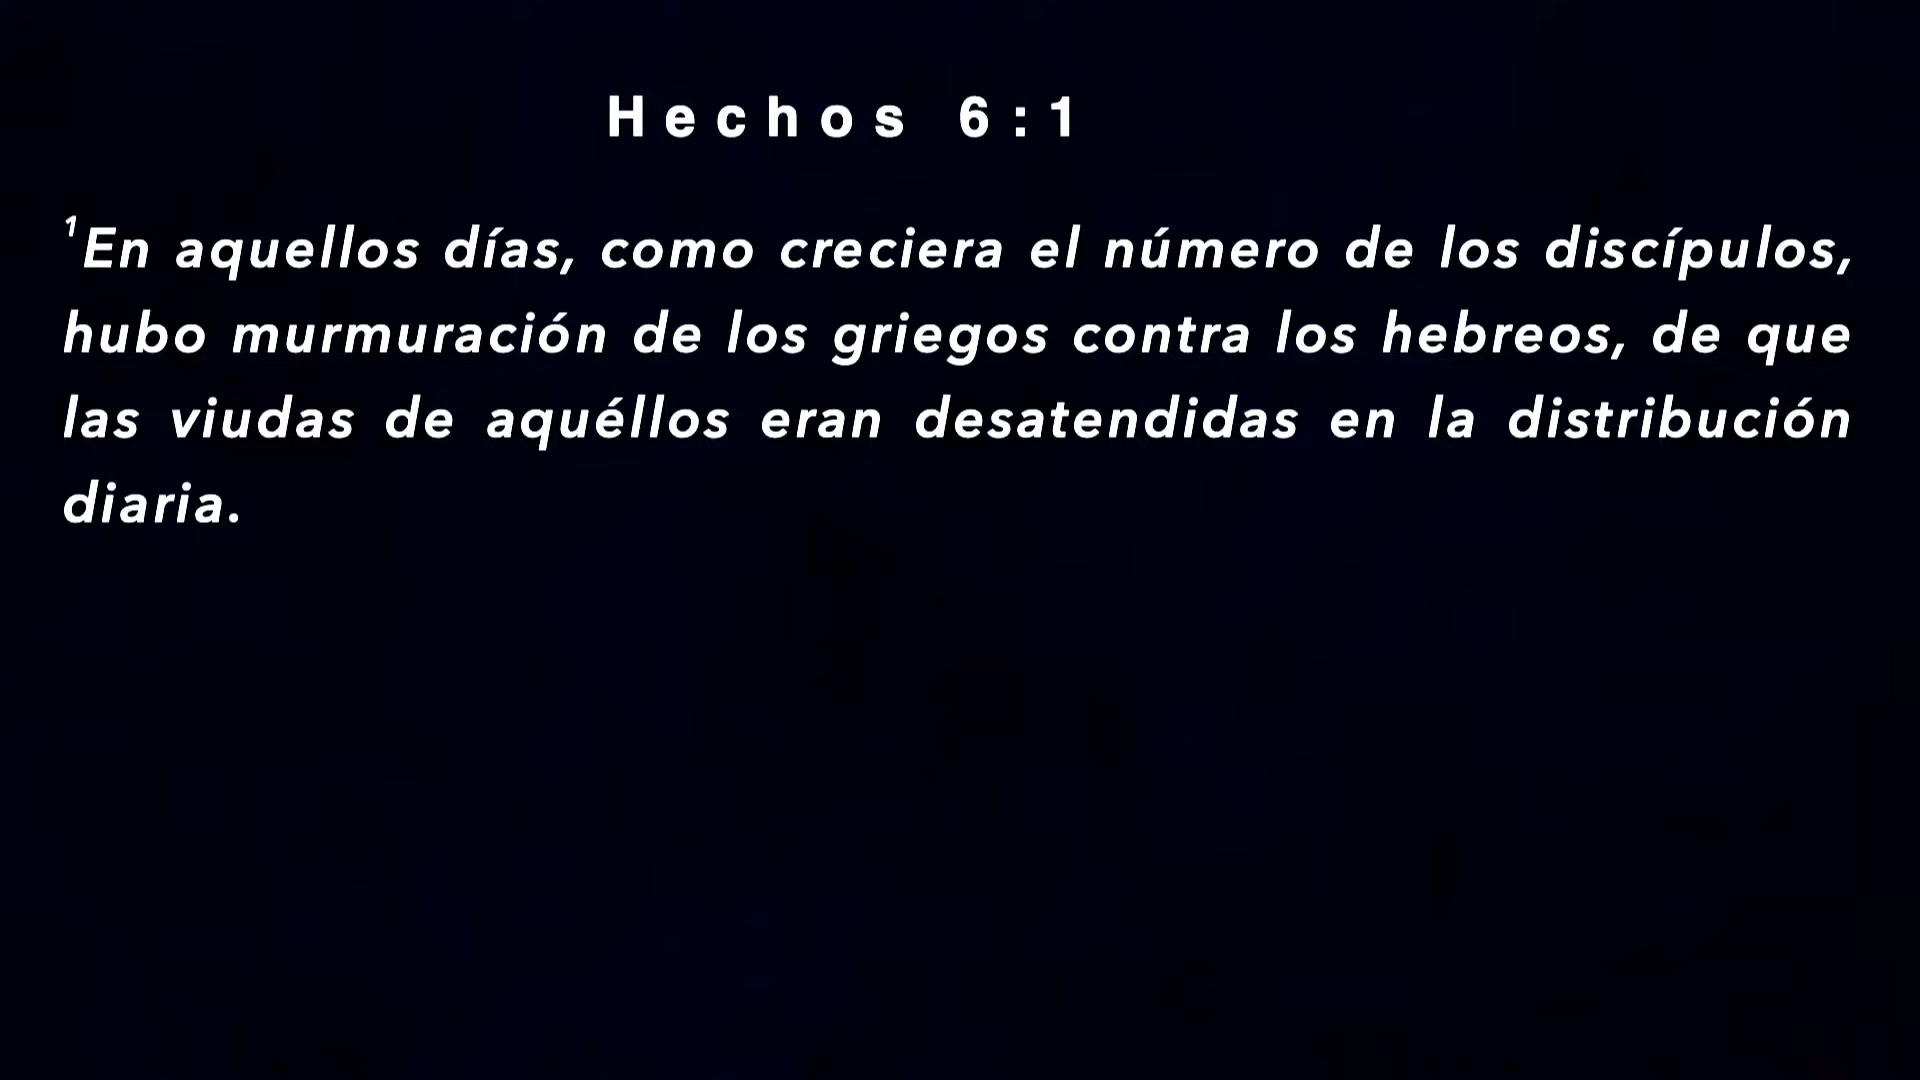 Hechos 6:1
¹En aquellos días, como creciera el número de los discípulos,
hubo murmuración de los griegos contra los hebreos, de que
las viudas de aquéllos eran desatendidas en la distribución
diaria.